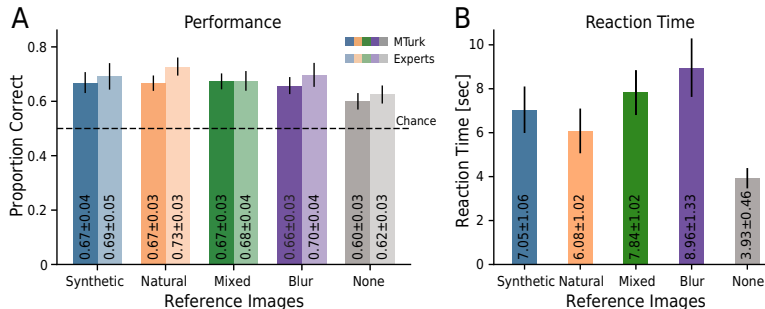 A
Performance
Proportion Correct
0.8
0.6
0.4
0.2
0
MTurk
Experts
Chance
0.67±0.04
0.69±0.05
0.67±0.03
0.73±0.03
0.67±0.03
0.68±0.04
0.66±0.03
0.70±0.04
0.60±0.03
0.62±0.03
Synthetic Natural Mixed Blur None
Reference Images
B
Reaction Time
Reaction Time [sec]
10
8
6
4
2
0
7.05±1.06
6.08±1.02
7.84±1.02
8.96±1.33
3.93±0.46
Synthetic Natural Mixed Blur None
Reference Images